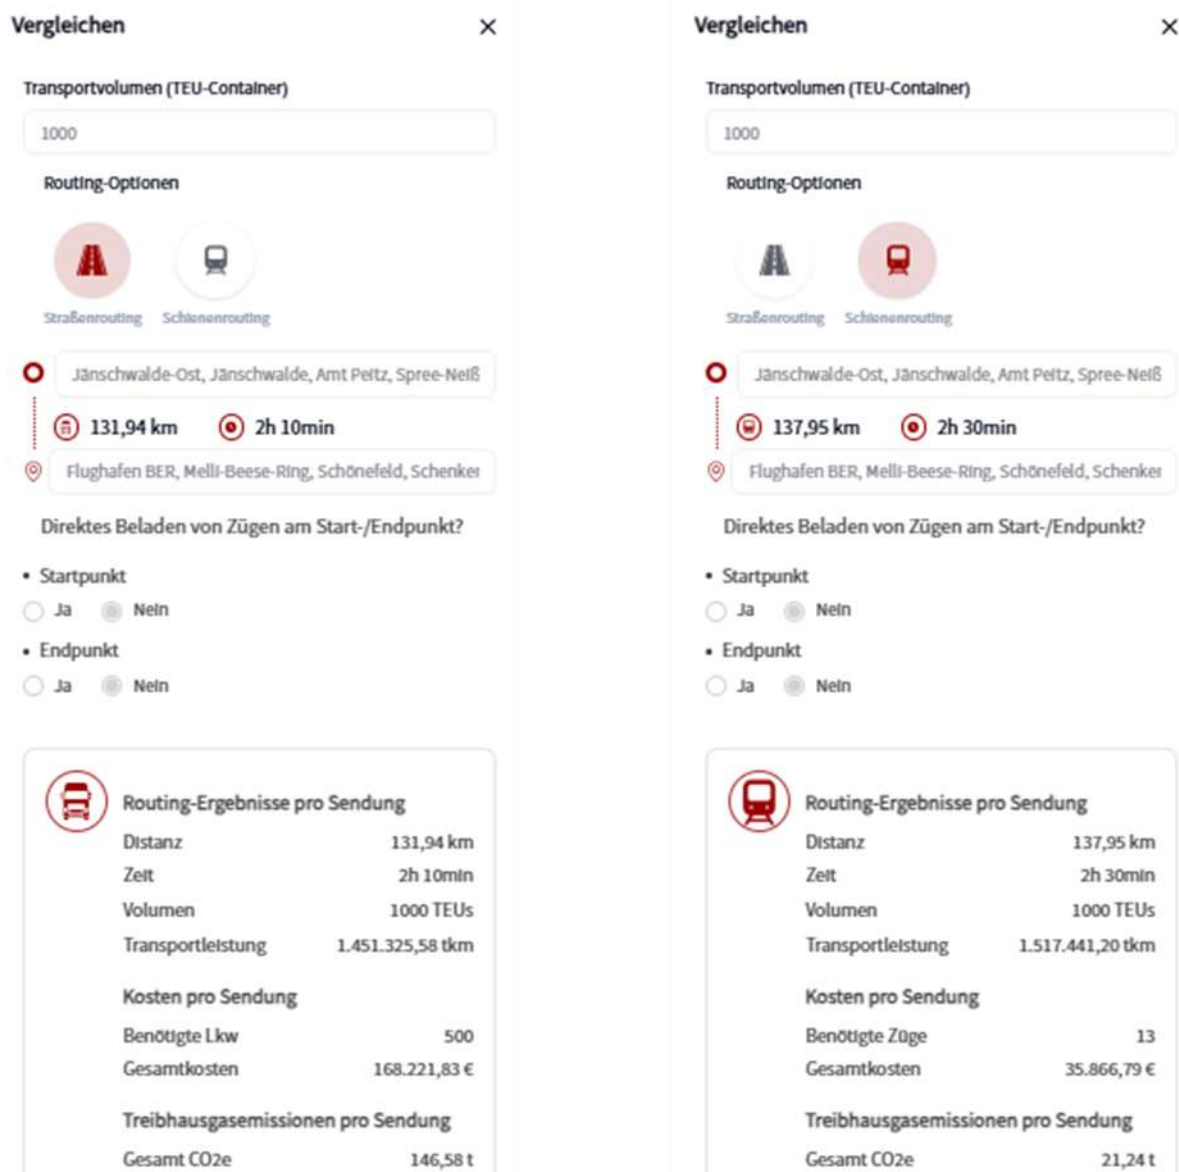 Vergleichen
Transportvolumen (TEU-Container)
1000
Routing-Optionen
Straßenrouting Schienenrouting
Jänschwalde-Ost, Jänschwalde, Amt Peitz, Spree-Neiß
131,94 km 2h 10min
Flughafen BER, Melli-Beese-Ring, Schönefeld, Schenker
Direktes Beladen von Zügen am Start-/Endpunkt?
• Startpunkt
Ja Nein
• Endpunkt
Ja Nein
Routing-Ergebnisse pro Sendung
Distanz 131,94 km
Zeit 2h 10min
Volumen 1000 TEUs
Transportleistung 1.451.325,58 tkm
Kosten pro Sendung
Benötigte Lkw 500
Gesamtkosten 168.221,83 €
Treibhausgasemissionen pro Sendung
Gesamt CO2e 146,58 t
Vergleichen
Transportvolumen (TEU-Container)
1000
Routing-Optionen
Straßenrouting Schienenrouting
Jänschwalde-Ost, Jänschwalde, Amt Peitz, Spree-Neiß
137,95 km 2h 30min
Flughafen BER, Melli-Beese-Ring, Schönefeld, Schenker
Direktes Beladen von Zügen am Start-/Endpunkt?
• Startpunkt
Ja Nein
• Endpunkt
Ja Nein
Routing-Ergebnisse pro Sendung
Distanz 137,95 km
Zeit 2h 30min
Volumen 1000 TEUs
Transportleistung 1.517.441,20 tkm
Kosten pro Sendung
Benötigte Züge 13
Gesamtkosten 35.866,79 €
Treibhausgasemissionen pro Sendung
Gesamt CO2e 21,24 t